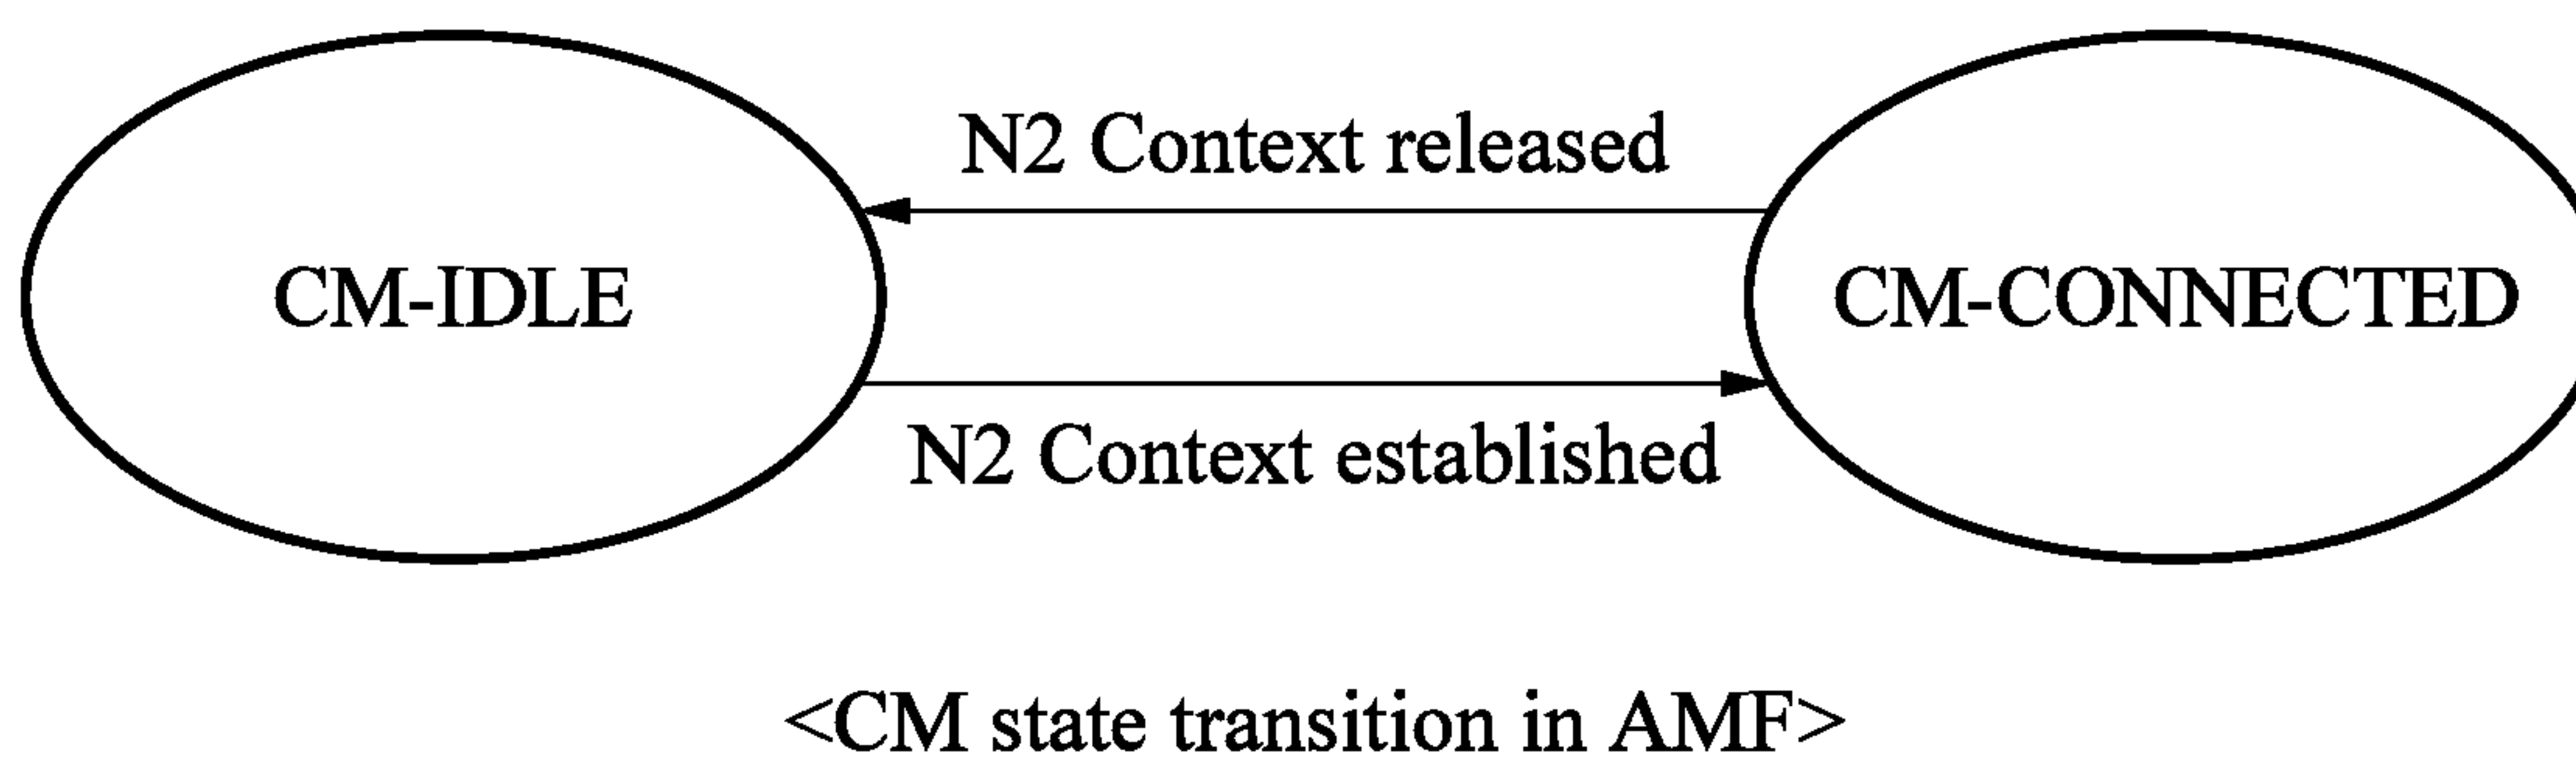 N2 Context released
CM-IDLE
CM-CONNECTED
N2 Context established
<CM state transition in AMF>